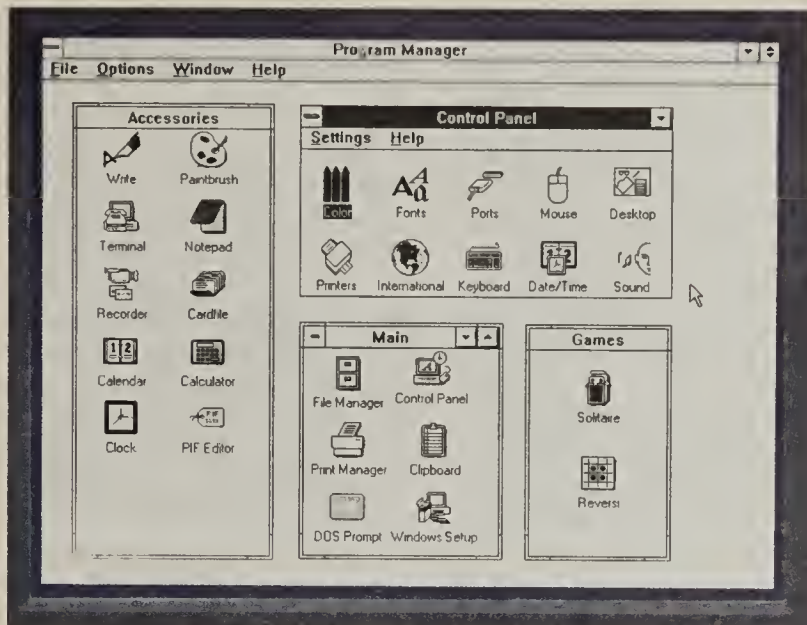 Program Manager
File Options Window Help
Accessories
Write Paintbrush
Terminal Notepad
Recorder Cardfile
Calendar Calculator
Clock PIF Editor
Control Panel
Settings Help
Color Fonts Ports Mouse Desktop
Printers International Keyboard Date/Time Sound
Main
File Manager Control Panel
Print Manager Clipboard
DOS Prompt Windows Setup
Games
Solitaire
Reversi